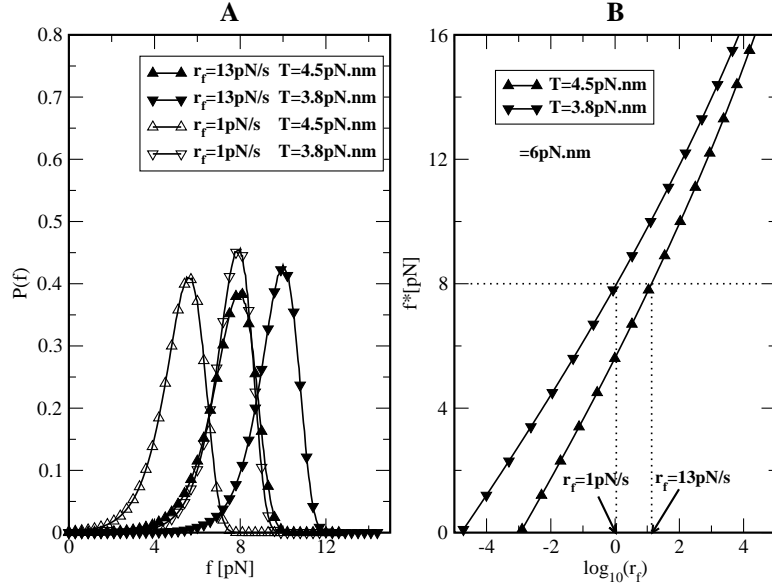 A
B
0.8
0.7
0.6
0.5
0.4
0.3
0.2
0.1
0
P(f)
r_f=13pN/s T=4.5pN.nm
r_f=13pN/s T=3.8pN.nm
r_f=1pN/s T=4.5pN.nm
r_f=1pN/s T=3.8pN.nm
0 4 8 12
f [pN]
16
12
8
4
0
f*[pN]
T=4.5pN.nm
T=3.8pN.nm
=6pN.nm
r_f=1pN/s
r_f=13pN/s
-4 -2 0 2 4
log₁₀(r_f)